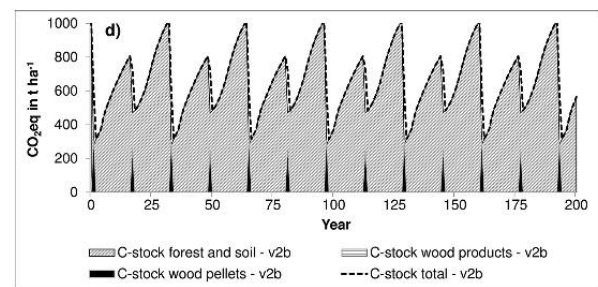 d)
1000
800
600
400
200
0
CO₂eq in t ha⁻¹
0 25 50 75 100 125 150 175 200
Year
C-stock forest and soil - v2b C-stock wood products - v2b
C-stock wood pellets - v2b C-stock total - v2b